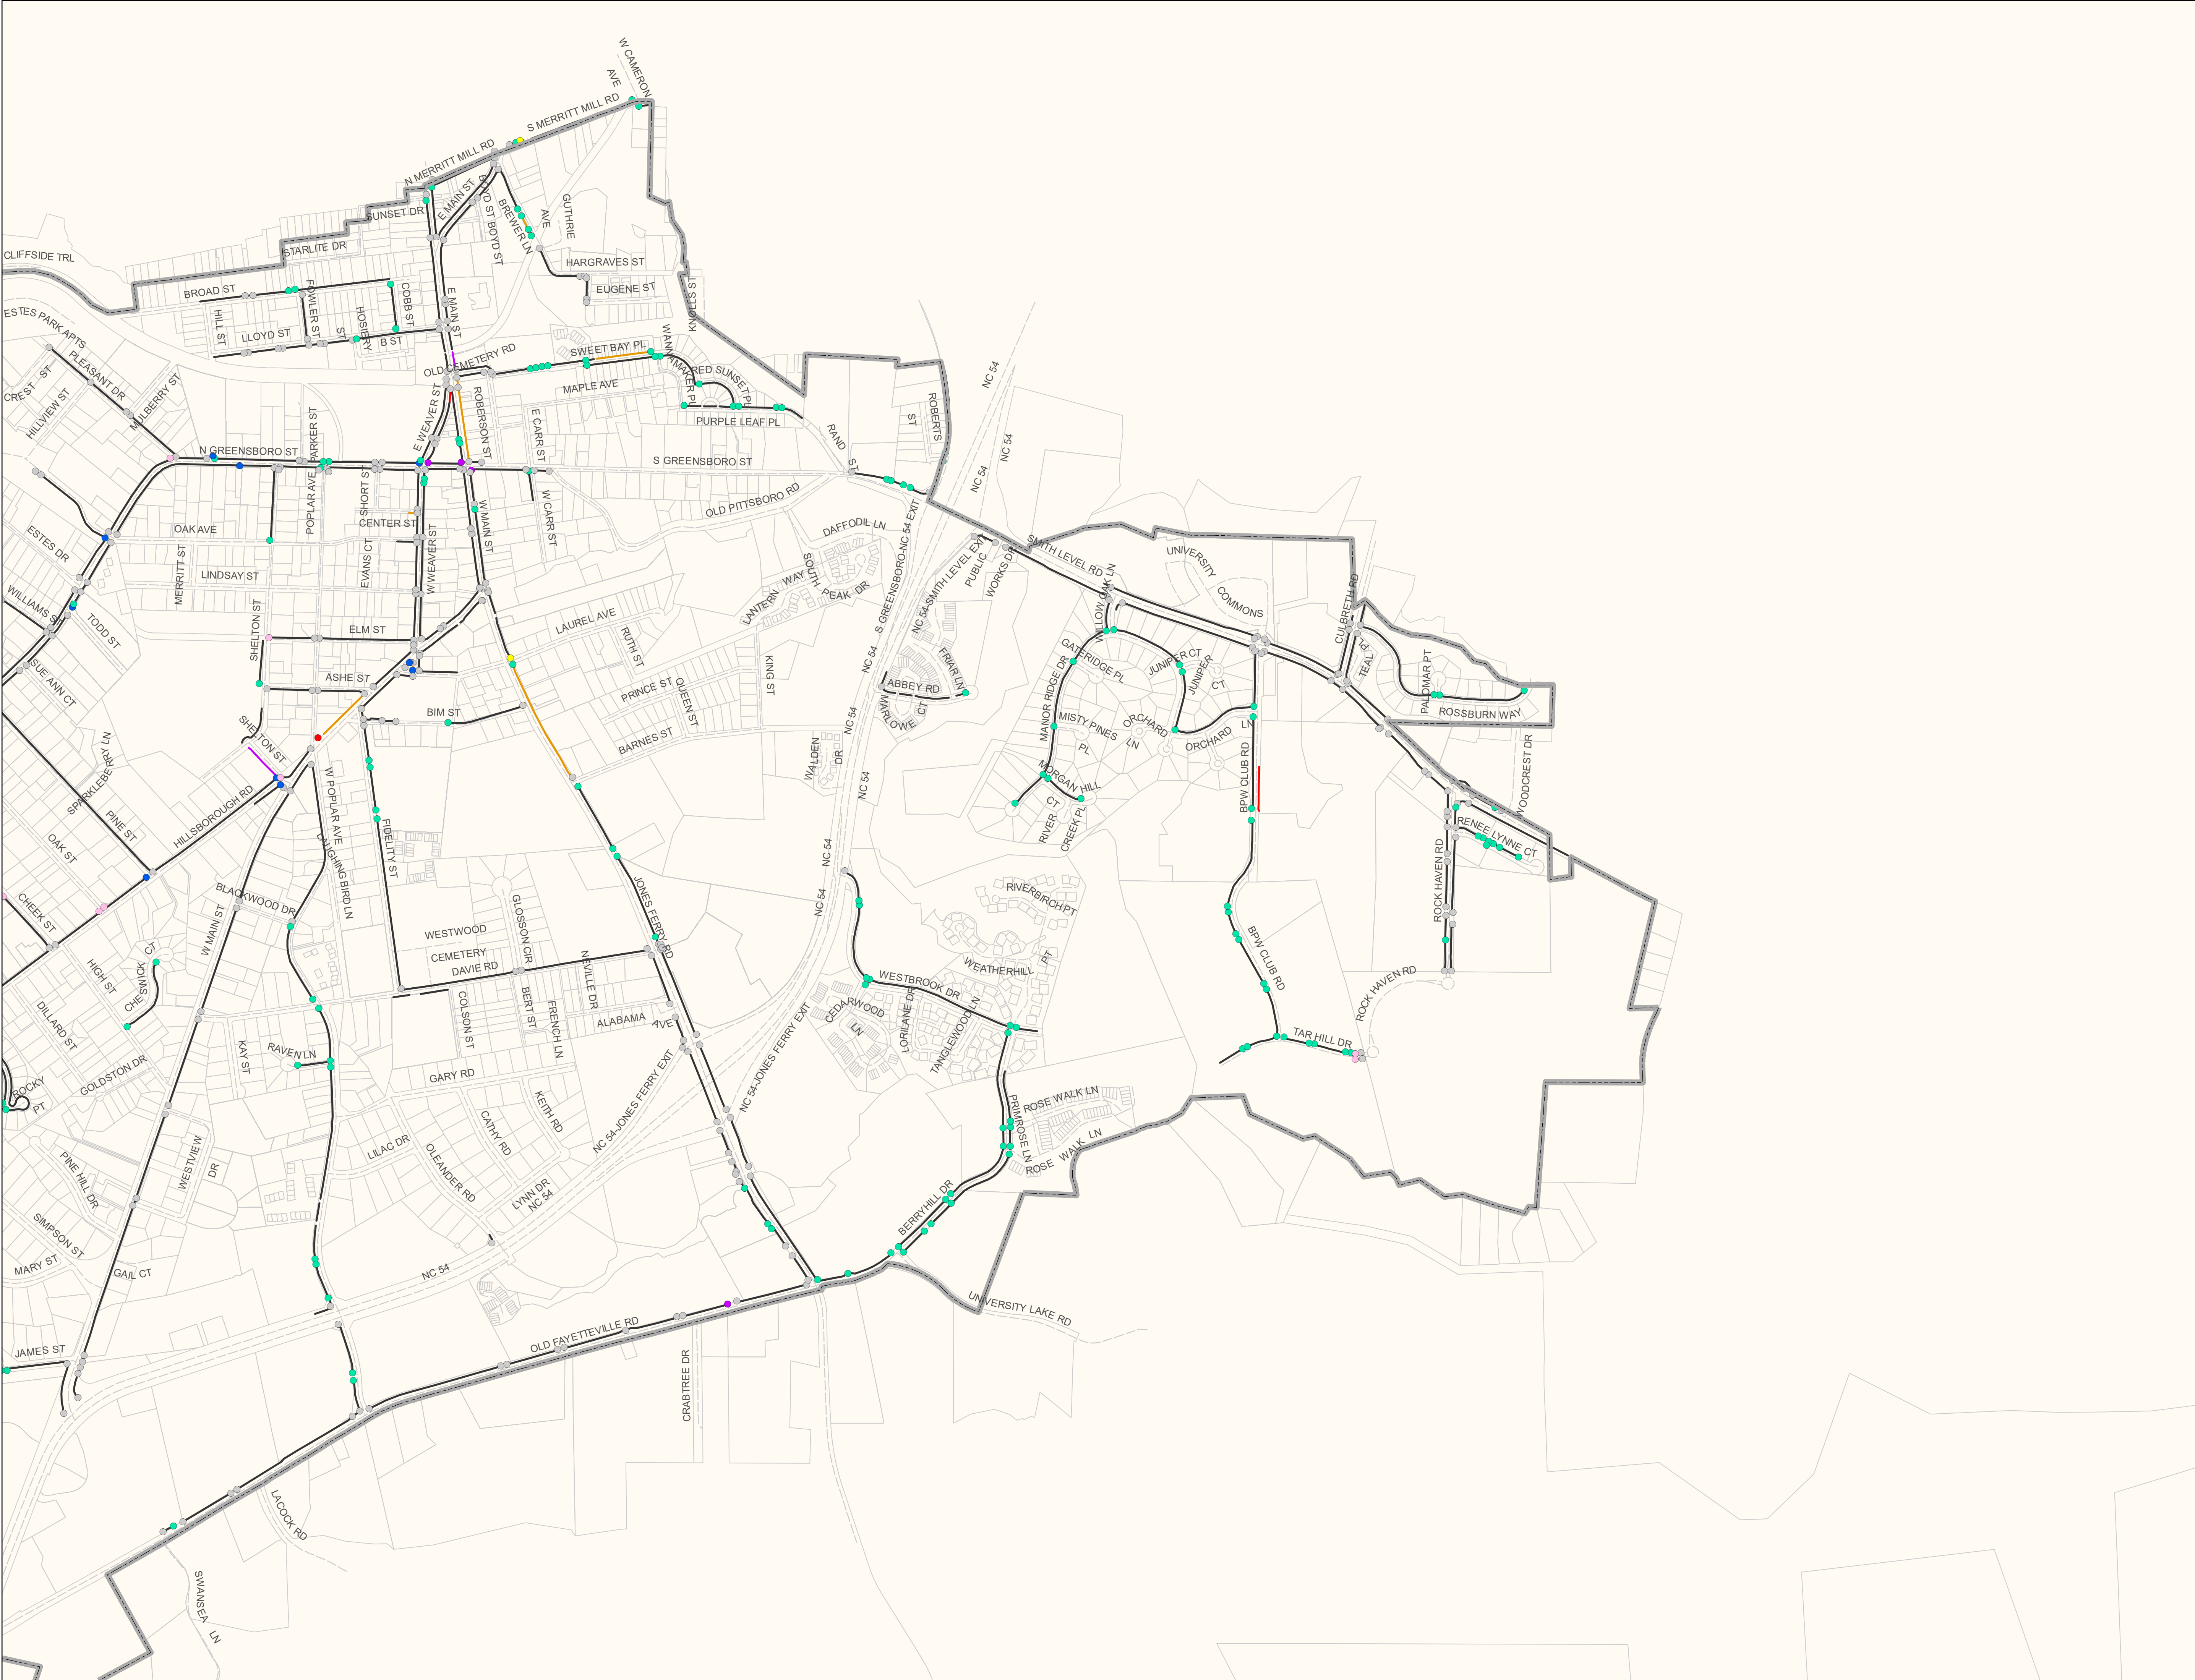 W CAMERON
AVE
S MERRITT MILL RD
N MERRITT MILL RD
E MAIN ST
BOYD ST
BOYD ST
BREWER LN
AVE
GUTHRIE
SUNSET DR
STARLITE DR
CLIFFSIDE TRL
HARGRAVES ST
EUGENE ST
KNOLLS ST
BROAD ST
FOWLER ST
COBB ST
E MAIN ST
HILL ST
LLOYD ST
ST
HOSIERY
B ST
ESTES PARK APTS
PLEASANT DR
CREST ST
HILLVIEW ST
MULBERRY ST
OLD CEMETERY RD
SWEET BAY PL
WANNAMAKER PL
RED SUNSET PL
MAPLE AVE
PURPLE LEAF PL
NC 54
ROBERTS
ST
RAND
ST
E WEAVER ST
ROBERSON ST
E CARR ST
PARKER ST
N GREENSBORO ST
S GREENSBORO ST
NC 54
NC 54
OLD PITTSBORO RD
POPLAR AVE
SHORT ST
CENTER ST
W MAIN ST
W CARR ST
OAK AVE
ESTES DR
MERRITT ST
LINDSAY ST
EVANS CT
W WEAVER ST
DAFFODIL LN
SOUTH
PEAK DR
LANTERN
WAY
S GREENSBORO-NC 54 EXIT
NC 54-SMITH LEVEL EXIT
PUBLIC
WORKS DR
SMITH LEVEL RD
UNIVERSITY
COMMONS
WILLOW OAK LN
CULBRETH RD
WILLIAMS ST
TODD ST
SUE ANN CT
SHELTON ST
ELM ST
LAUREL AVE
RUTH ST
ASHE ST
PRINCE ST
QUEEN ST
KING ST
NC 54
ABBEY RD
FRIAR LN
MARLOWE
CT
GATERIDGE PL
JUNIPER CT
JUNIPER
CT
MANOR RIDGE DR
MISTY PINES
PL
ORCHARD
LN
ORCHARD
LN
TEAL
PL
PALOMAR PT
ROSSBURN WAY
BIM ST
BARNES ST
NC 54
WALDEN
DR
NC 54
SHELTON ST
SPARKLEBERRY LN
PINE ST
HILLSBOROUGH RD
W POPLAR AVE
MORGAN HILL
CT
RIVER
CREEK PL
BPW CLUB RD
WOODCREST DR
RENEE LYNNE CT
ROCK HAVEN RD
OAK ST
LAUGHING BIRD LN
FIDELITY ST
BLACKWOOD DR
JONES FERRY RD
NC 54
NC 54
RIVERBIRCH PT
CHEEK ST
W MAIN ST
GLOSSON CIR
WESTWOOD
CEMETERY
DAVIE RD
NEVILLE DR
WEATHERHILL
PT
BPW CLUB RD
ROCK HAVEN RD
HIGH ST
CHESWICK
CT
WESTBROOK DR
CEDARWOOD
LN
LORILANE DR
TANGLEWOOD LN
DILLARD ST
COLSON ST
BERT ST
FRENCH LN
ALABAMA
AVE
NC 54-JONES FERRY EXIT
NC 54-JONES FERRY EXIT
TAR HILL DR
KAY ST
RAVEN LN
GOLDSTON DR
ROCKY
PT
GARY RD
KEITH RD
CATHY RD
PRIMROSE LN
ROSE WALK LN
ROSE
WALK LN
LILAC DR
OLEANDER RD
WESTVIEW
DR
PINE HILL DR
LYNN DR
NC 54
BERRYHILL DR
SIMPSON ST
MARY ST
GAIL CT
NC 54
UNIVERSITY LAKE RD
OLD FAYETTEVILLE RD
JAMES ST
CRABTREE DR
LACOCK RD
SWANSEA
LN